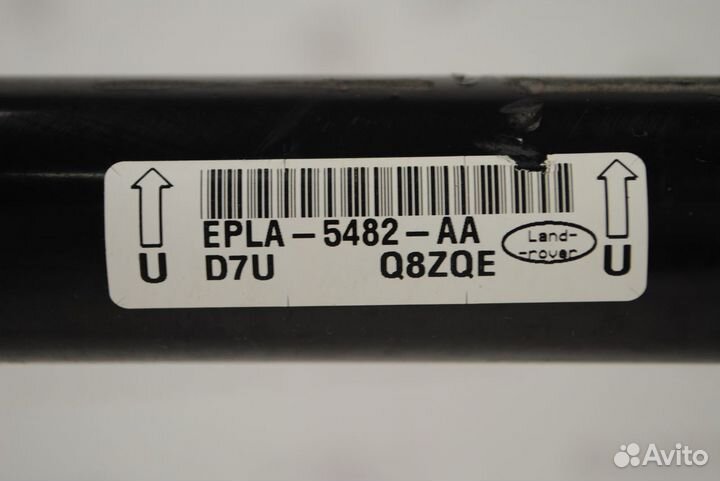 EPLA-5482-AA
Land-
-rover
U D7U Q8ZQE U
Avito